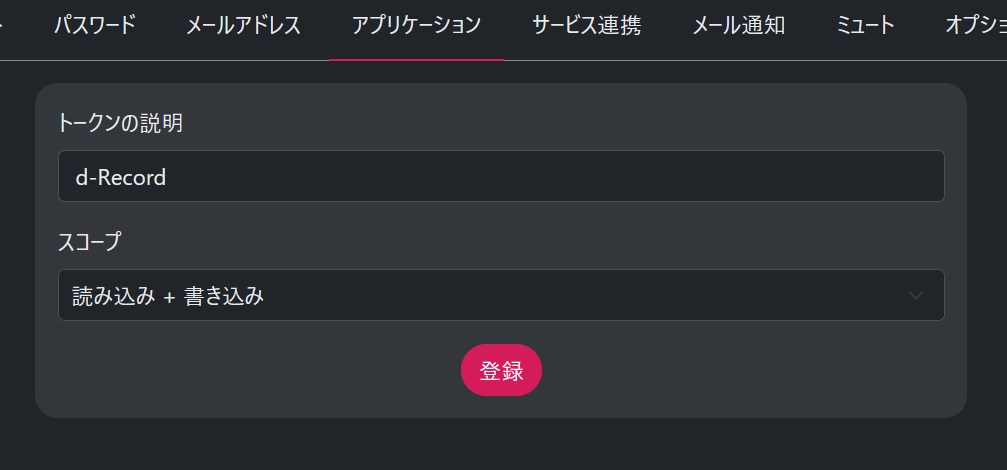 パスワード メールアドレス アプリケーション サービス連携 メール通知 ミュート オプショ
トークンの説明
d-Record
スコープ
読み込み + 書き込み
登録